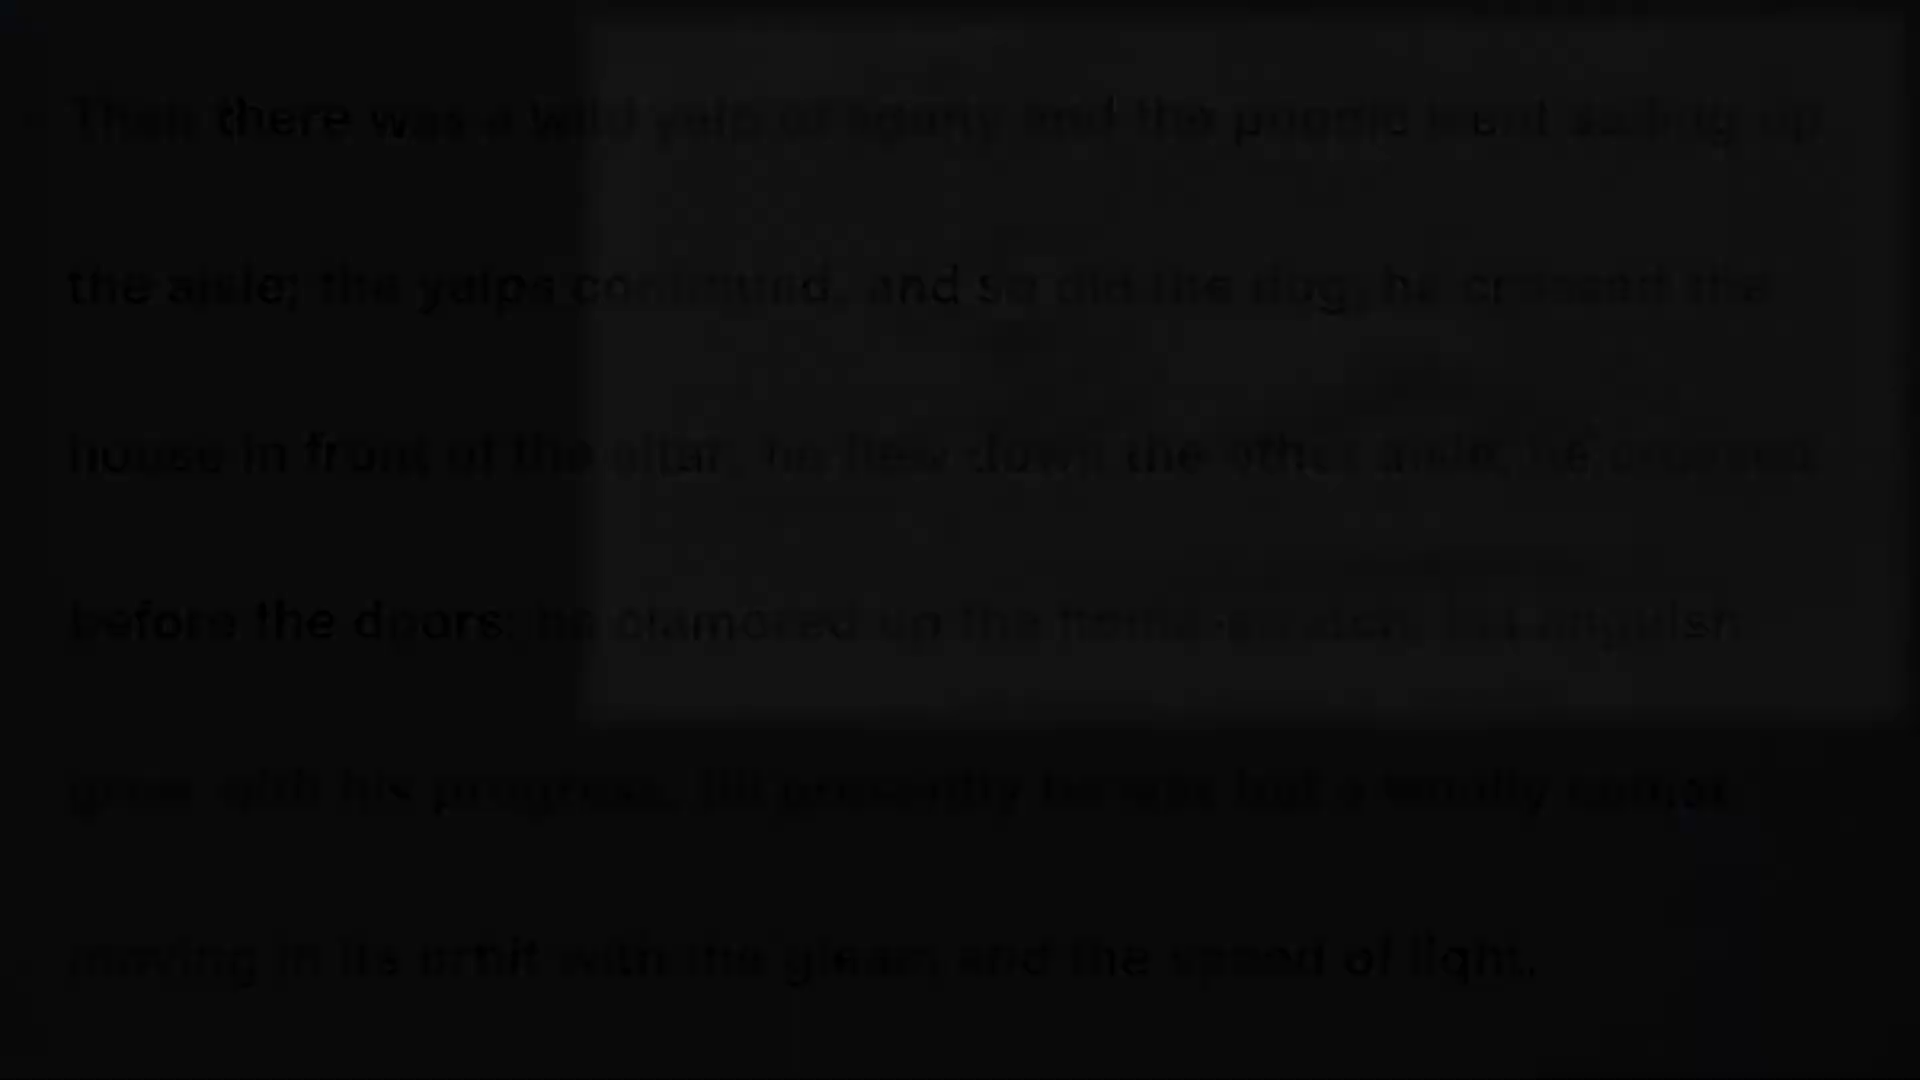 Then there was a wild yelp of agony and the poodle went sailing up
the aisle; the yelps continued, and so did the dog; he crossed the
house in front of the altar; he flew down the other aisle; he crossed
before the doors; he clamored up the home-stretch; his anguish
grew with his progress, till presently he was but a woolly comet
moving in its orbit with the gleam and the speed of light.